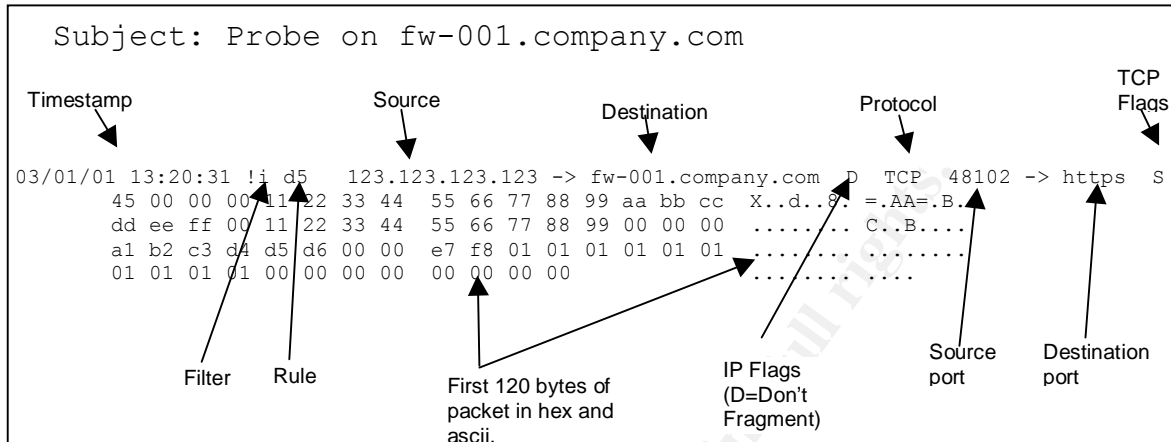 Subject: Probe on fw-001.company.com
TCP
Flags
Timestamp
Source
Destination
Protocol
03/01/01 13:20:31 !i d5 123.123.123.123 -> fw-001.company.com D TCP 48102 -> https S
45 00 00 00 11 22 33 44 55 66 77 88 99 aa bb cc X..d..8. =.AA=.B.
dd ee ff 00 11 22 33 44 55 66 77 88 99 00 00 00 ........ C..B....
a1 b2 c3 d4 d5 d6 00 00 e7 f8 01 01 01 01 01 01 ........ ........
01 01 01 01 00 00 00 00 00 00 00 00 ........ ....
Filter
Rule
First 120 bytes of
packet in hex and
ascii.
IP Flags
(D=Don't
Fragment)
Source
port
Destination
port
full rights.